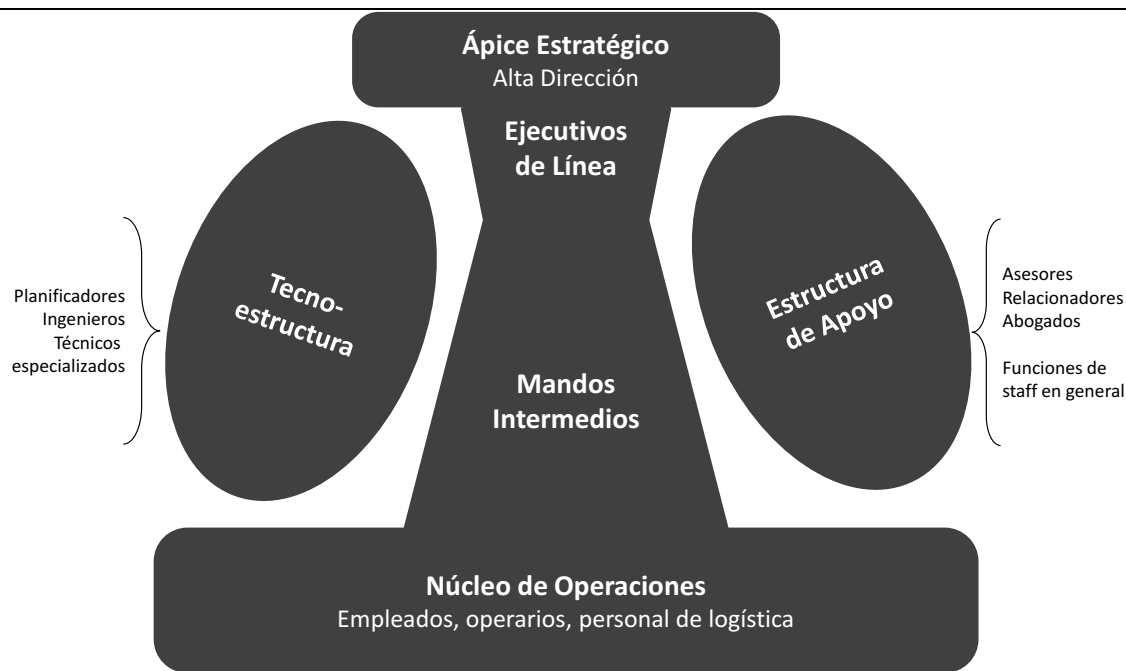 Ápice Estratégico
Alta Dirección
Ejecutivos
de Línea
Planificadores
Ingenieros
Técnicos
especializados
Tecno-
estructura
Estructura
de Apoyo
Asesores
Relacionadores
Abogados
Funciones de
staff en general
Mandos
Intermedios
Núcleo de Operaciones
Empleados, operarios, personal de logística